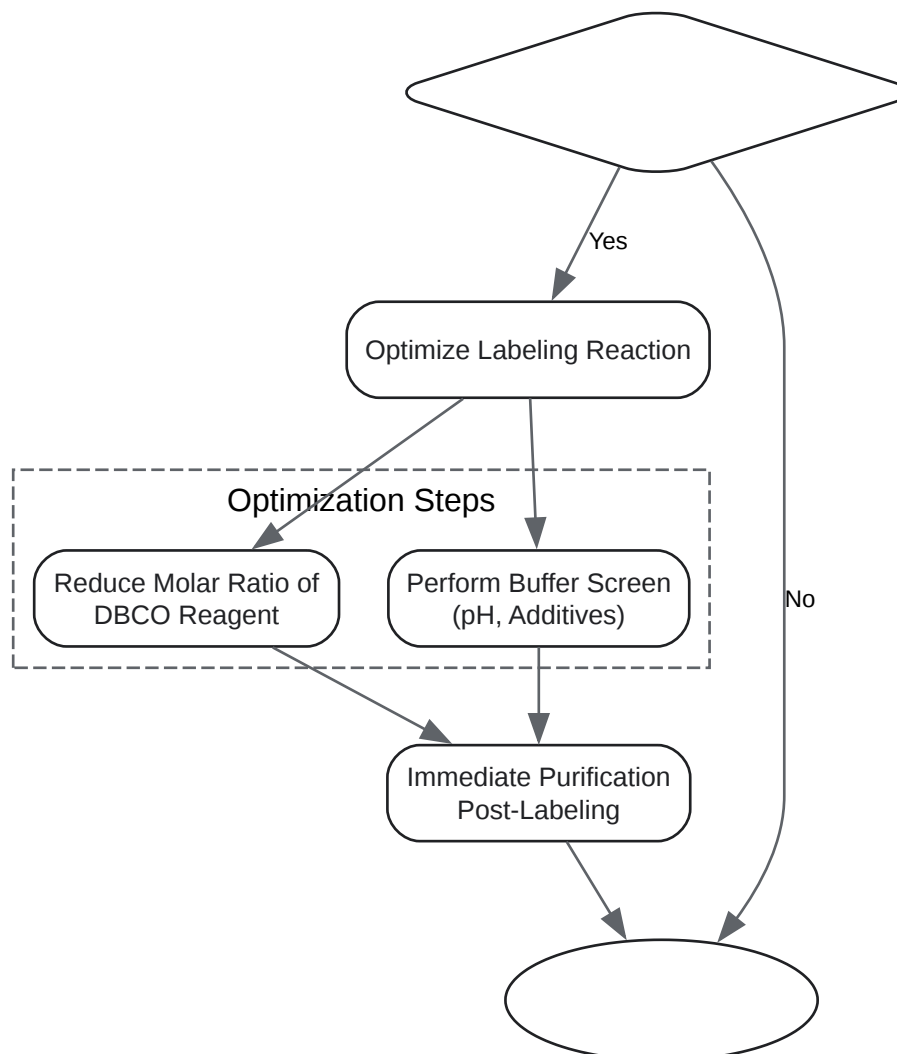 Yes
Optimize Labeling Reaction
Optimization Steps
Reduce Molar Ratio of
DBCO Reagent
Perform Buffer Screen
(pH, Additives)
No
Immediate Purification
Post-Labeling